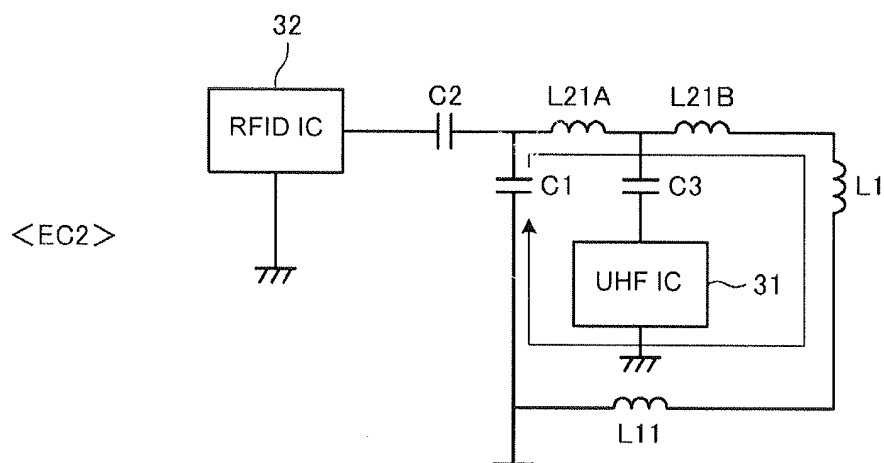 32
RFID IC
C2
L21A
L21B
C1
C3
L1
<EC2>
UHF IC
31
L11